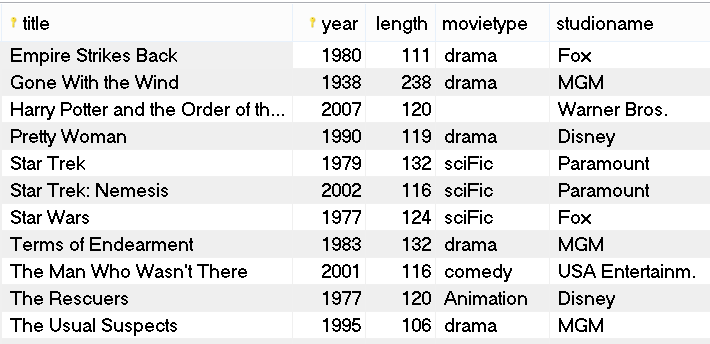 title year length movietype studioname
Empire Strikes Back 1980 111 drama Fox
Gone With the Wind 1938 238 drama MGM
Harry Potter and the Order of th... 2007 120 Warner Bros.
Pretty Woman 1990 119 drama Disney
Star Trek 1979 132 sciFic Paramount
Star Trek: Nemesis 2002 116 sciFic Paramount
Star Wars 1977 124 sciFic Fox
Terms of Endearment 1983 132 drama MGM
The Man Who Wasn't There 2001 116 comedy USA Entertainm.
The Rescuers 1977 120 Animation Disney
The Usual Suspects 1995 106 drama MGM